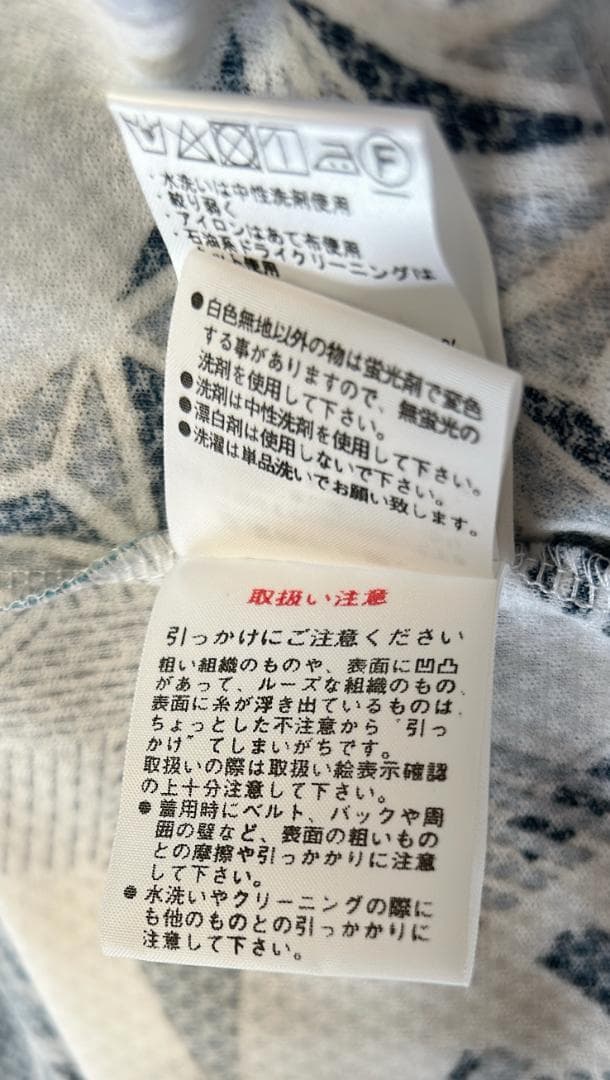 F
・水洗いは中性洗剤使用
・絞り弱く
・アイロンはあて布使用
・石油系ドライクリーニングは
ネット使用
●白色無地以外の物は蛍光剤で変色
する事がありますので、無蛍光の
洗剤を使用して下さい。
●洗剤は中性洗剤を使用して下さい。
●漂白剤は使用しないで下さい。
●洗濯は単品洗いでお願い致します。
取扱い注意
引っかけにご注意ください
粗い組織のものや、表面に凹凸
があって、ルーズな組織のもの、
表面に糸が浮き出ているものは、
ちょっとした不注意から“引っ
かけ”てしまいがちです。
取扱いの際は取扱い絵表示確認
の上十分注意して下さい。
●着用時にベルト、バックや周
囲の壁など、表面の粗いもの
との摩擦や引っかかりに注意
して下さい。
●水洗いやクリーニングの際に
も他のものとの引っかかりに
注意して下さい。